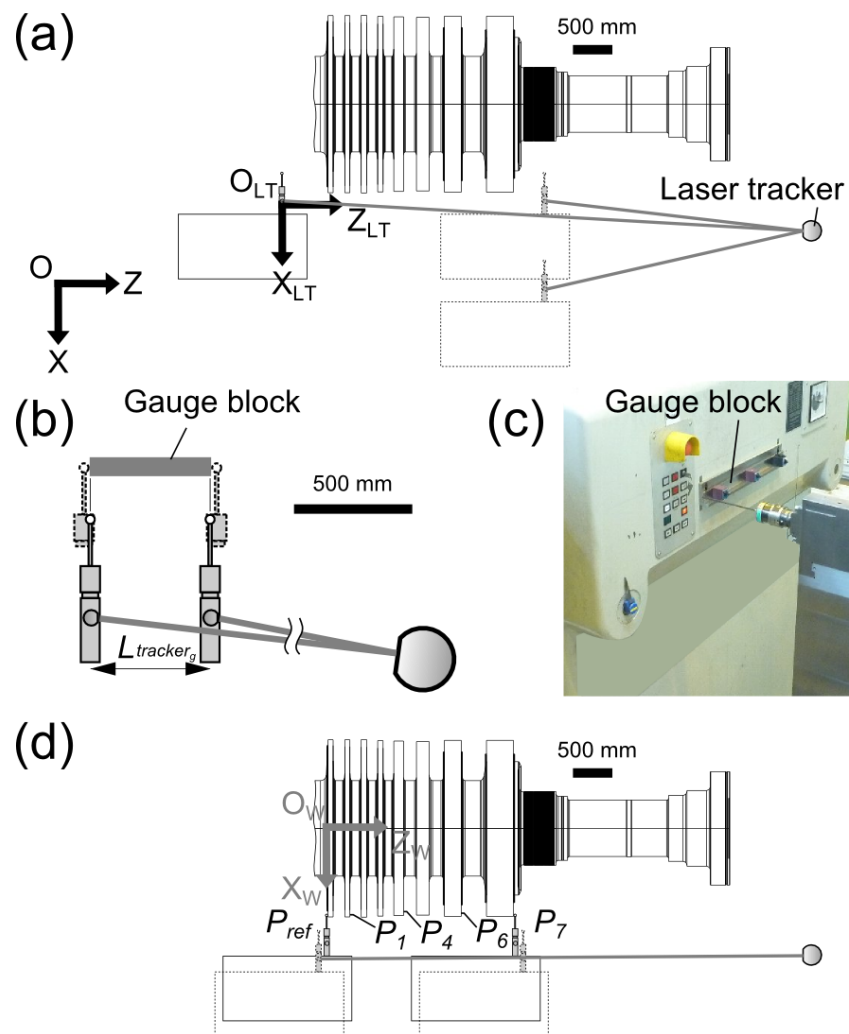 (a)
500 mm
O_LT
Z_LT
X_LT
Laser tracker
O
Z
X
(b)
Gauge block
500 mm
L_tracker_g
(c)
Gauge block
(d)
500 mm
O_W
Z_W
X_W
P_ref
P_1
P_4
P_6
P_7